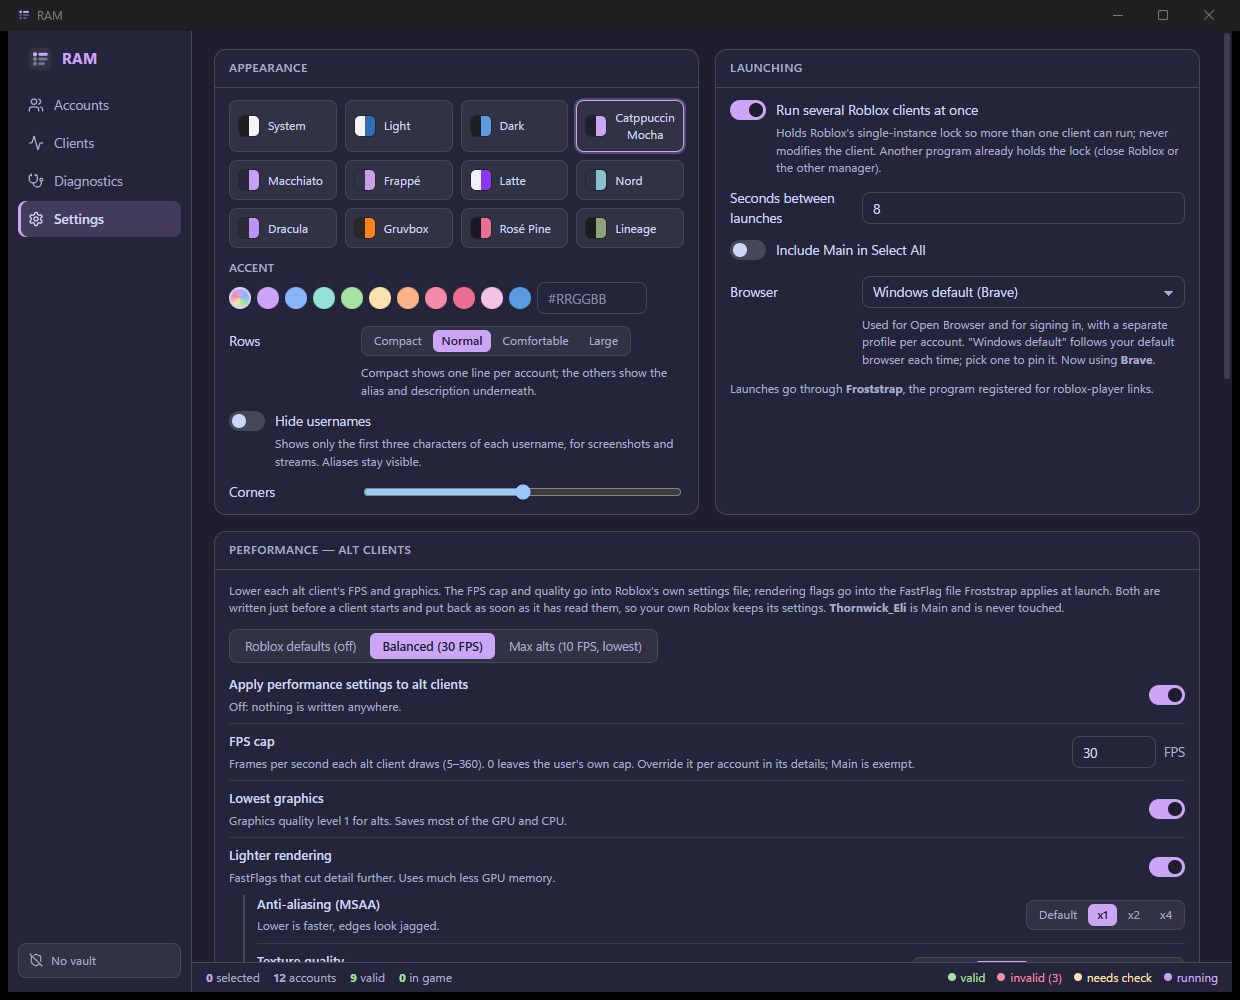 RAM
RAM
Accounts
Clients
Diagnostics
Settings
No vault
APPEARANCE
System
Light
Dark
Catppuccin
Mocha
Macchiato
Frappé
Latte
Nord
Dracula
Gruvbox
Rosé Pine
Lineage
ACCENT
#RRGGBB
Rows
Compact Normal Comfortable Large
Compact shows one line per account; the others show the
alias and description underneath.
Hide usernames
Shows only the first three characters of each username, for screenshots and
streams. Aliases stay visible.
Corners
LAUNCHING
Run several Roblox clients at once
Holds Roblox's single-instance lock so more than one client can run; never
modifies the client. Another program already holds the lock (close Roblox or
the other manager).
Seconds between
launches
8
Include Main in Select All
Browser
Windows default (Brave)
Used for Open Browser and for signing in, with a separate
profile per account. "Windows default" follows your default
browser each time; pick one to pin it. Now using Brave.
Launches go through Froststrap, the program registered for roblox-player links.
PERFORMANCE — ALT CLIENTS
Lower each alt client's FPS and graphics. The FPS cap and quality go into Roblox's own settings file; rendering flags go into the FastFlag file Froststrap applies at launch. Both are
written just before a client starts and put back as soon as it has read them, so your own Roblox keeps its settings. Thornwick_Eli is Main and is never touched.
Roblox defaults (off) Balanced (30 FPS) Max alts (10 FPS, lowest)
Apply performance settings to alt clients
Off: nothing is written anywhere.
FPS cap
Frames per second each alt client draws (5–360). 0 leaves the user's own cap. Override it per account in its details; Main is exempt.
30 FPS
Lowest graphics
Graphics quality level 1 for alts. Saves most of the GPU and CPU.
Lighter rendering
FastFlags that cut detail further. Uses much less GPU memory.
Anti-aliasing (MSAA)
Lower is faster, edges look jagged.
Default x1 x2 x4
Texture quality
0 selected 12 accounts 9 valid 0 in game
valid invalid (3) needs check running